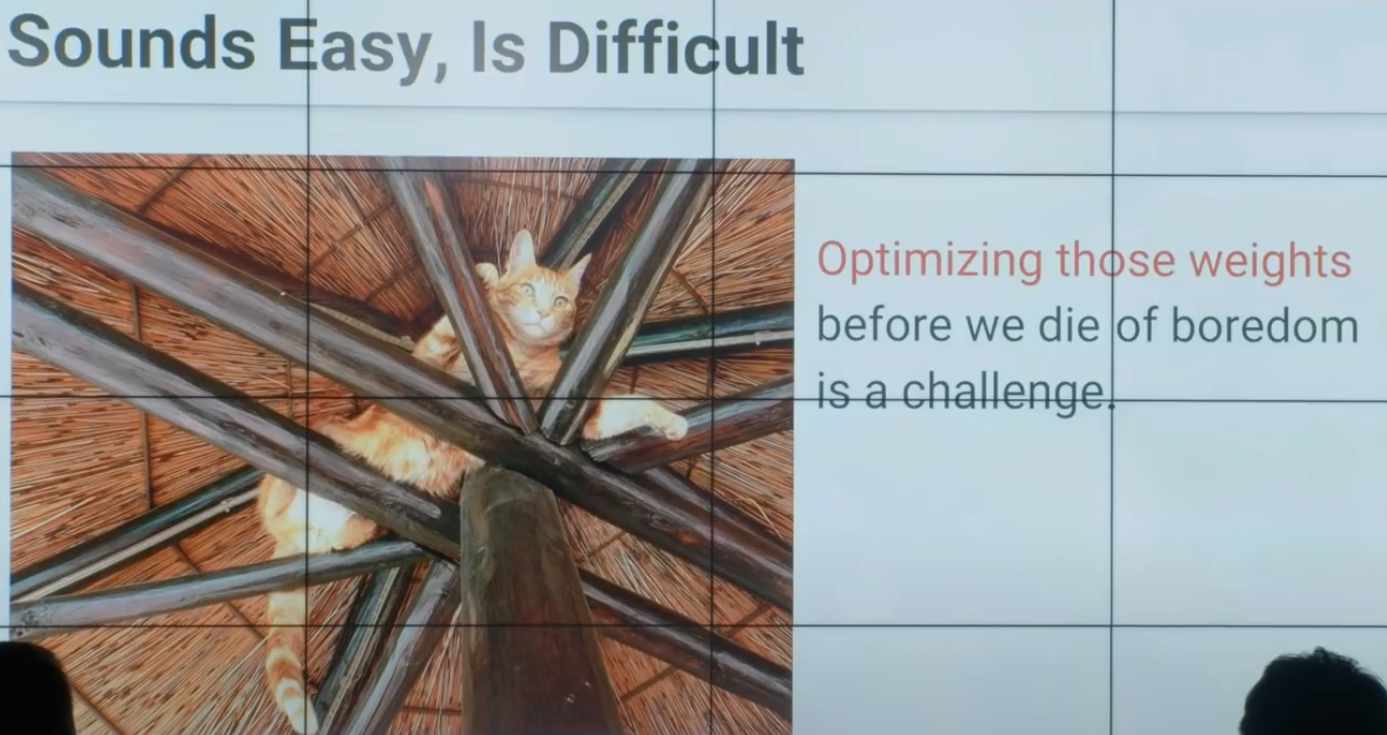 Sounds Easy, Is Difficult
Optimizing those weights
before we die of boredom
is a challenge.